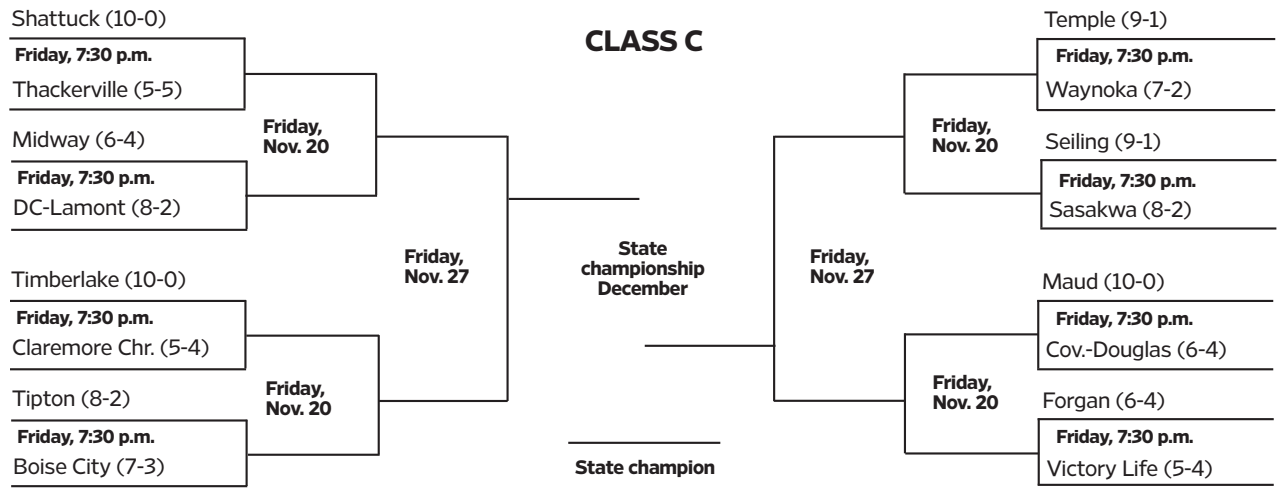 CLASS C
Shattuck (10-0)
Friday, 7:30 p.m.
Thackerville (5-5)
Friday,
Nov. 20
Midway (6-4)
Friday, 7:30 p.m.
DC-Lamont (8-2)
Friday,
Nov. 27
Timberlake (10-0)
Friday, 7:30 p.m.
Claremore Chr. (5-4)
Friday,
Nov. 20
Tipton (8-2)
Friday, 7:30 p.m.
Boise City (7-3)
State
championship
December
State champion
Temple (9-1)
Friday, 7:30 p.m.
Waynoka (7-2)
Friday,
Nov. 20
Seiling (9-1)
Friday, 7:30 p.m.
Sasakwa (8-2)
Friday,
Nov. 27
Maud (10-0)
Friday, 7:30 p.m.
Cov.-Douglas (6-4)
Friday,
Nov. 20
Forgan (6-4)
Friday, 7:30 p.m.
Victory Life (5-4)